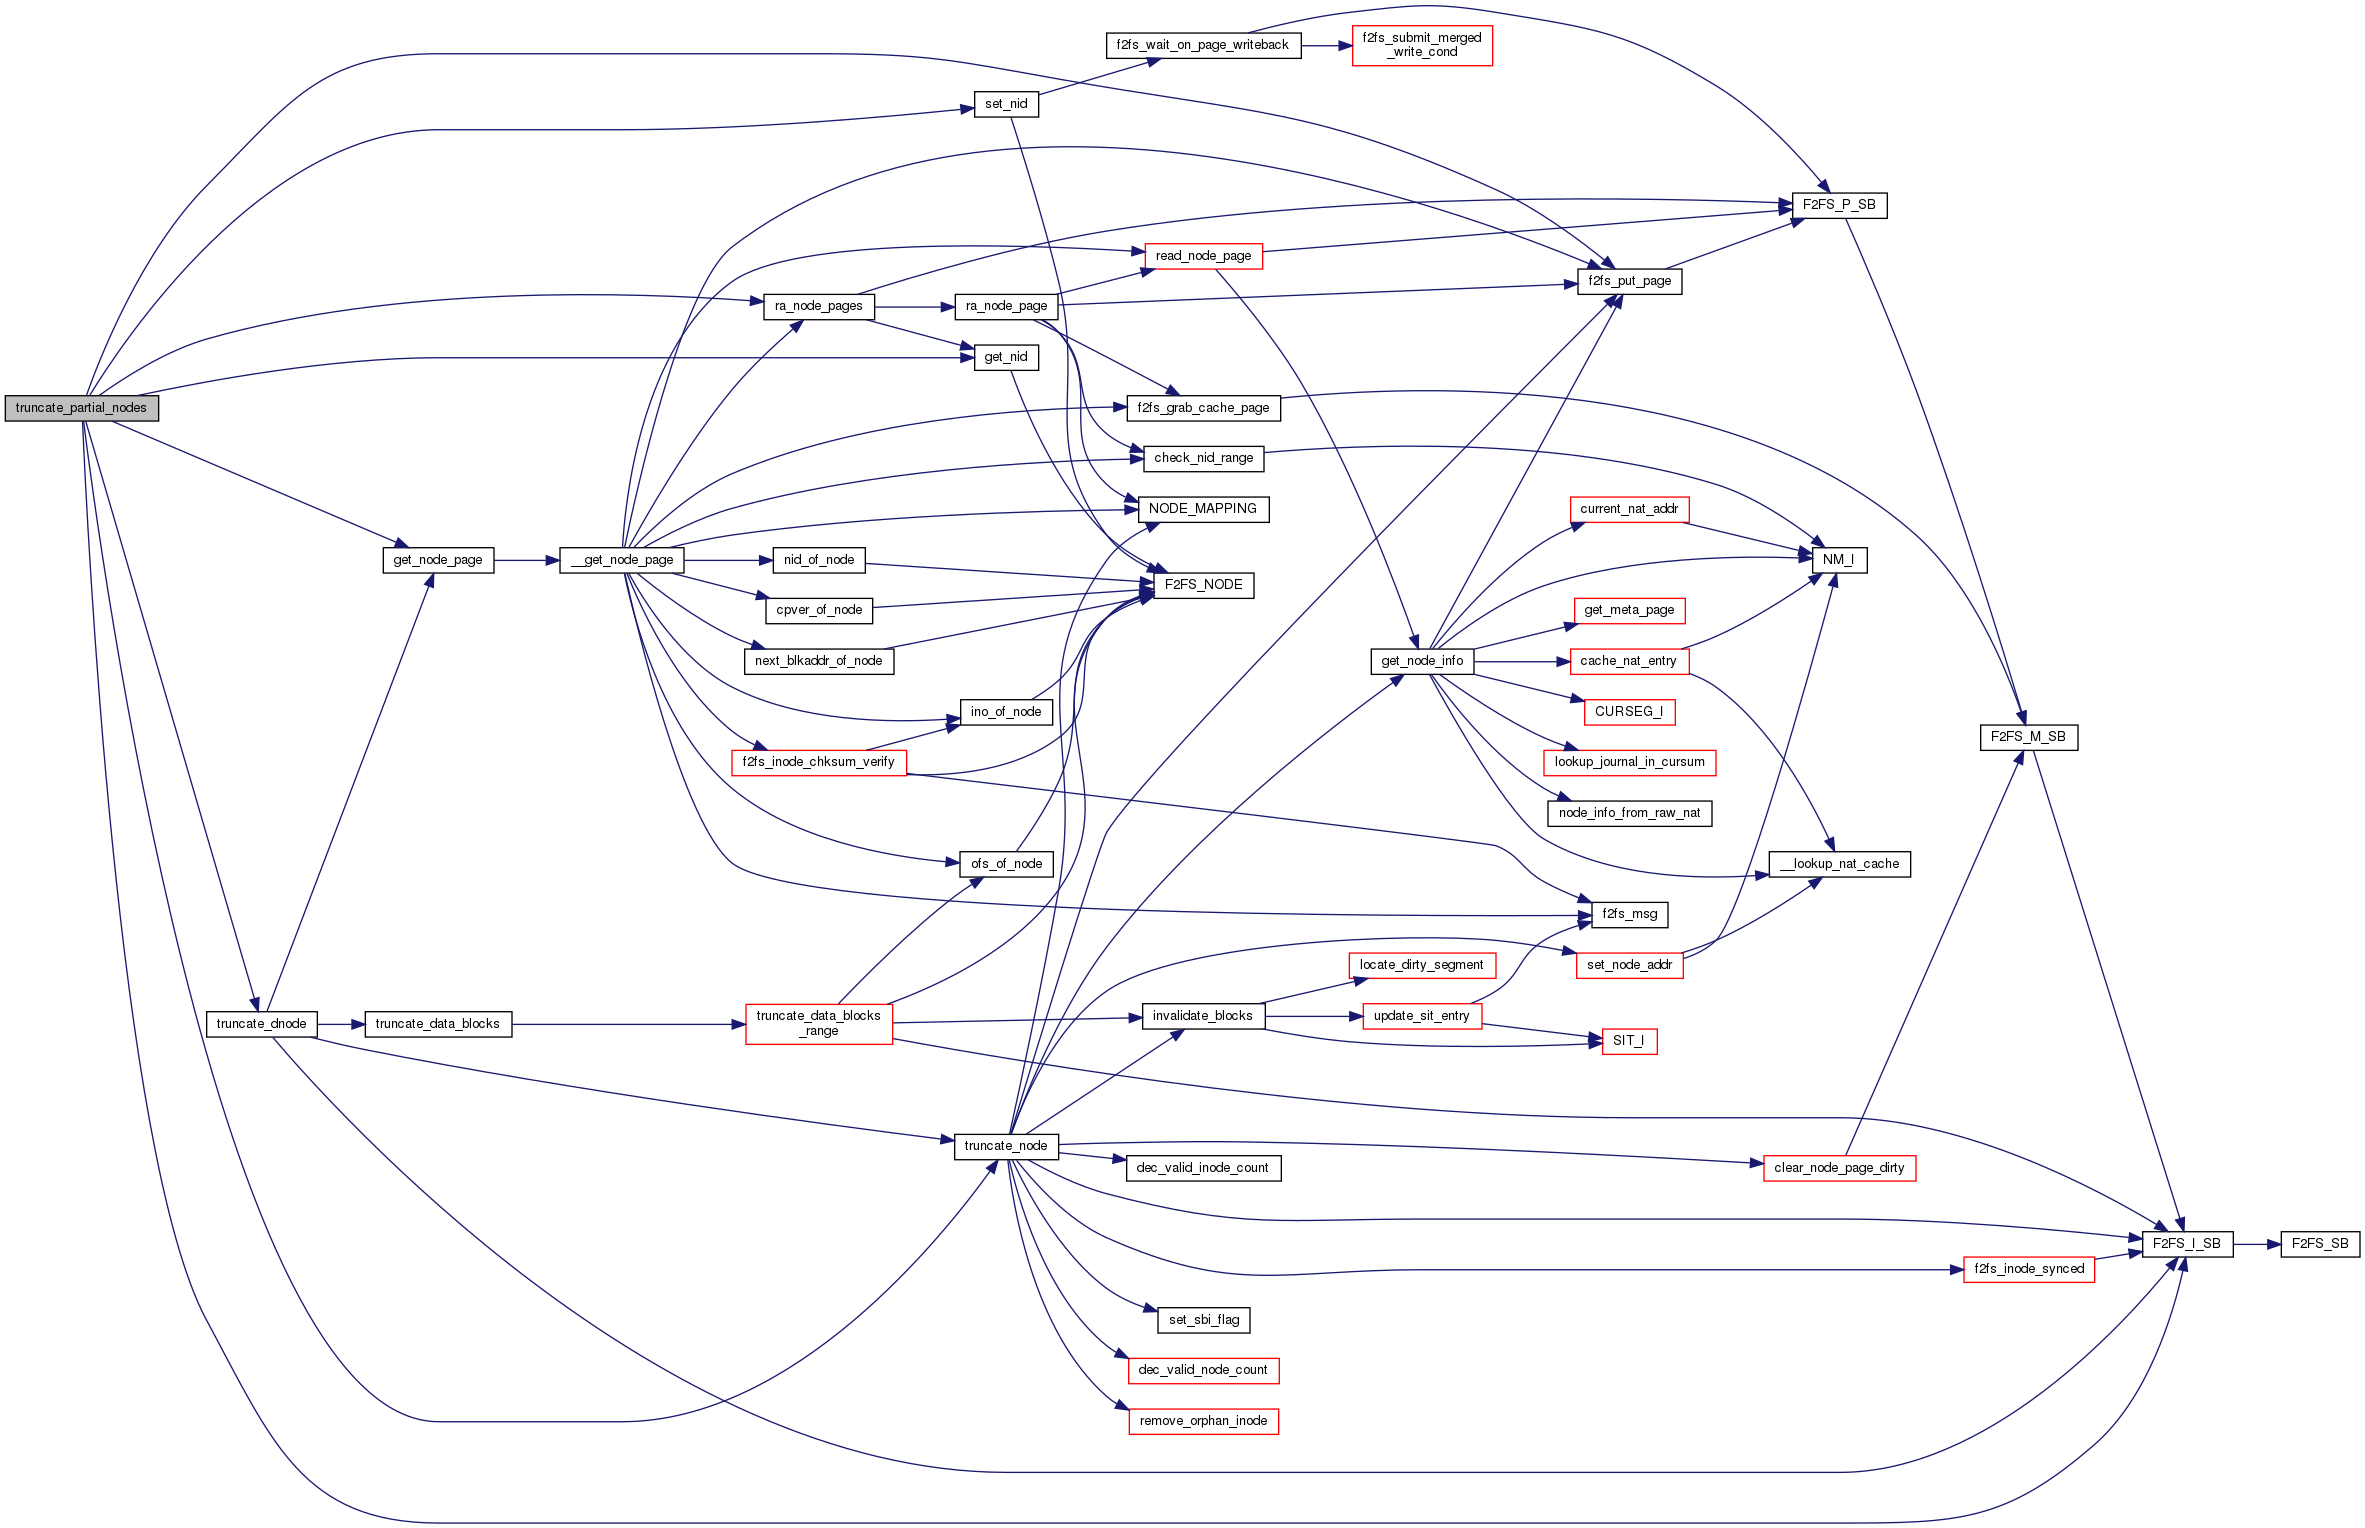 f2fs_wait_on_page_writeback
f2fs_submit_merged
_write_cond
set_nid
F2FS_P_SB
read_node_page
f2fs_put_page
ra_node_pages
ra_node_page
get_nid
truncate_partial_nodes
f2fs_grab_cache_page
check_nid_range
NODE_MAPPING
current_nat_addr
get_node_page
__get_node_page
nid_of_node
NM_I
F2FS_NODE
cpver_of_node
get_meta_page
next_blkaddr_of_node
get_node_info
cache_nat_entry
ino_of_node
CURSEG_I
F2FS_M_SB
f2fs_inode_chksum_verify
lookup_journal_in_cursum
node_info_from_raw_nat
ofs_of_node
__lookup_nat_cache
f2fs_msg
locate_dirty_segment
set_node_addr
truncate_dnode
truncate_data_blocks
truncate_data_blocks
_range
invalidate_blocks
update_sit_entry
SIT_I
truncate_node
dec_valid_inode_count
clear_node_page_dirty
F2FS_I_SB
F2FS_SB
f2fs_inode_synced
set_sbi_flag
dec_valid_node_count
remove_orphan_inode